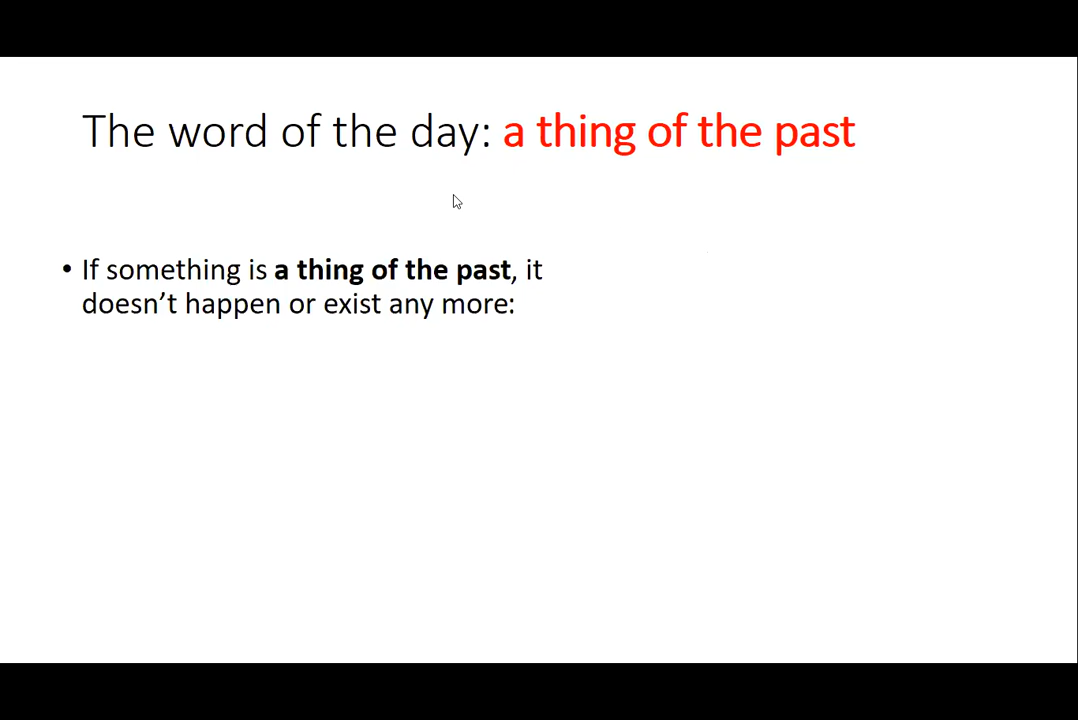 The word of the day: a thing of the past
• If something is a thing of the past, it
doesn’t happen or exist any more: